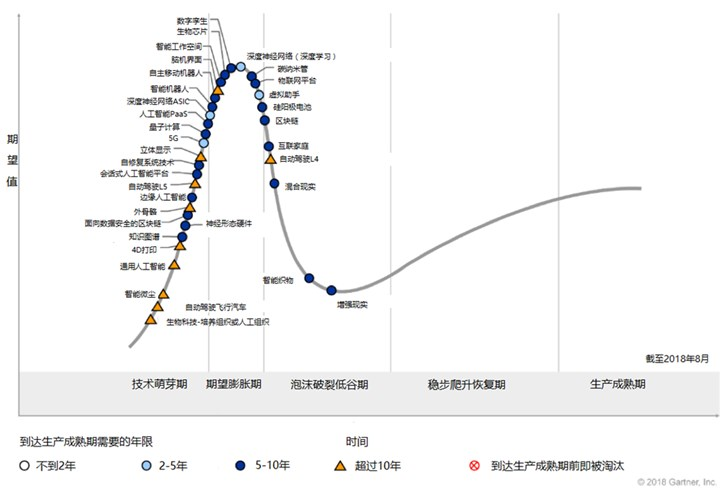 数字孪生
生物芯片
智能工作空间
脑机界面
自主移动机器人
智能机器人
深度神经网络ASIC
人工智能PaaS
量子计算
5G
立体显示
自修复系统技术
会话式人工智能平台
自动驾驶L5
边缘人工智能
外骨骼
面向数据安全的区块链
神经形态硬件
知识图谱
4D打印
通用人工智能
智能微尘
自动驾驶飞行汽车
生物科技-培养组织或人工组织
深度神经网络(深度学习)
碳纳米管
物联网平台
虚拟助手
硅阳极电池
区块链
互联家庭
自动驾驶L4
混合现实
智能织物
增强现实
期望值
截至2018年8月
技术萌芽期
期望膨胀期
泡沫破裂低谷期
稳步爬升恢复期
生产成熟期
到达生产成熟期需要的年限
时间
不到2年
2-5年
5-10年
超过10年
到达生产成熟期前即被淘汰
© 2018 Gartner, Inc.